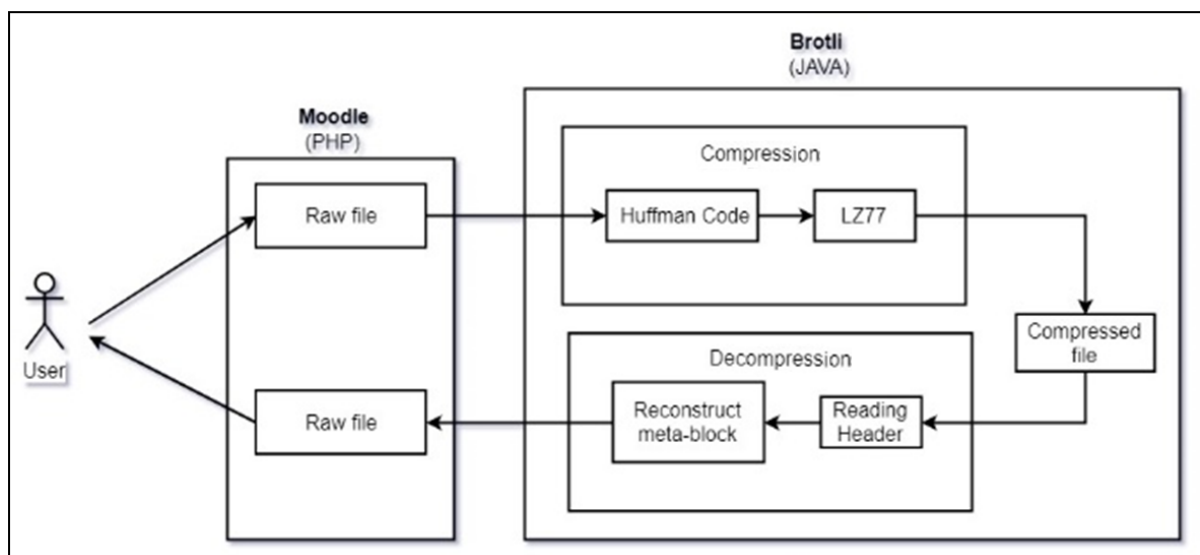 Brotli
(JAVA)
Moodle
(PHP)
Compression
Raw file
Huffman Code
LZ77
User
Compressed
file
Decompression
Raw file
Reconstruct
meta-block
Reading
Header